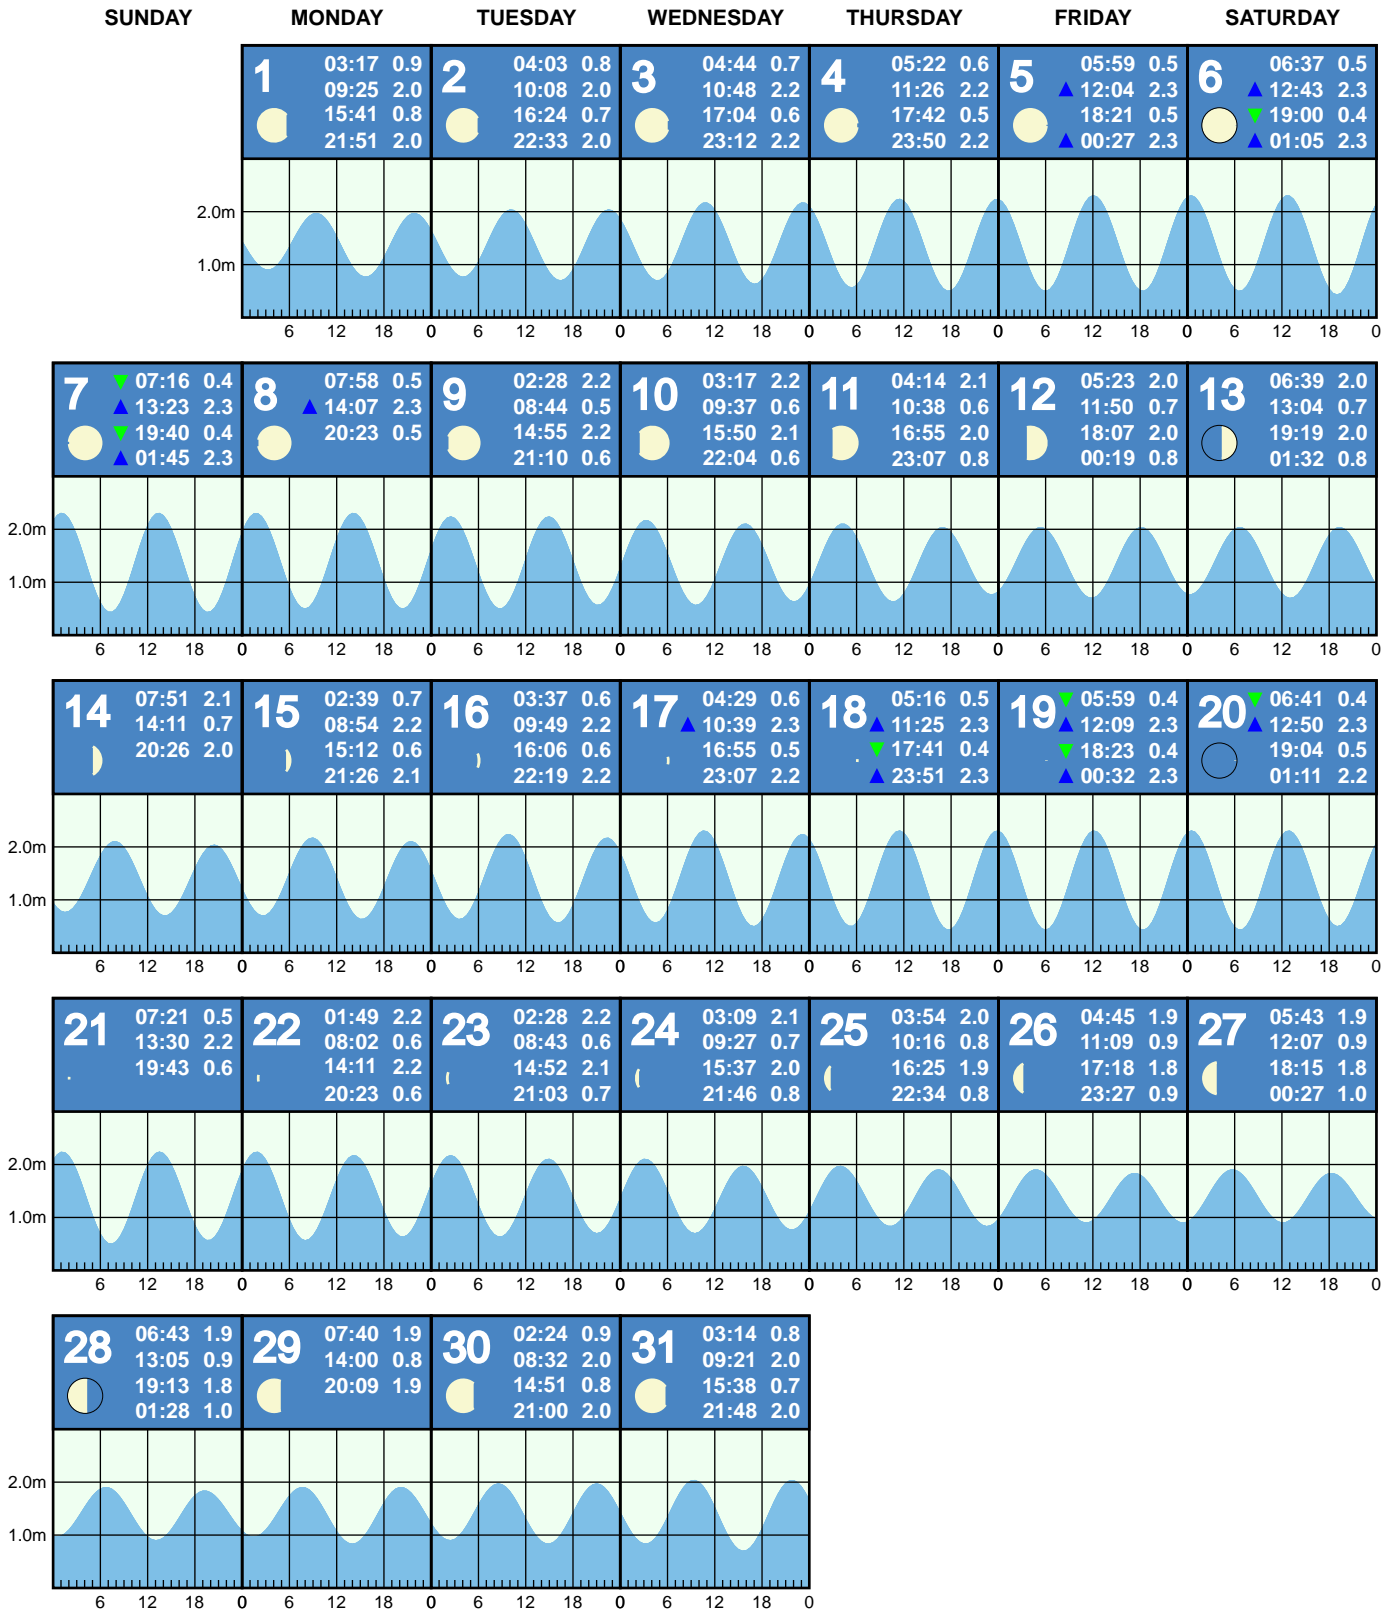 SUNDAY MONDAY TUESDAY WEDNESDAY THURSDAY FRIDAY SATURDAY
1 03:17 0.9
09:25 2.0
15:41 0.8
21:51 2.0
2 04:03 0.8
10:08 2.0
16:24 0.7
22:33 2.0
3 04:44 0.7
10:48 2.2
17:04 0.6
23:12 2.2
4 05:22 0.6
11:26 2.2
17:42 0.5
23:50 2.2
5 05:59 0.5
▲ 12:04 2.3
18:21 0.5
▲ 00:27 2.3
6 06:37 0.5
▲ 12:43 2.3
▼ 19:00 0.4
▲ 01:05 2.3
2.0m
1.0m
6 12 18 0 6 12 18 0 6 12 18 0 6 12 18 0 6 12 18 0 6 12 18 0
7 ▼ 07:16 0.4
▲ 13:23 2.3
▼ 19:40 0.4
▲ 01:45 2.3
8 07:58 0.5
▲ 14:07 2.3
20:23 0.5
9 02:28 2.2
08:44 0.5
14:55 2.2
21:10 0.6
10 03:17 2.2
09:37 0.6
15:50 2.1
22:04 0.6
11 04:14 2.1
10:38 0.6
16:55 2.0
23:07 0.8
12 05:23 2.0
11:50 0.7
18:07 2.0
00:19 0.8
13 06:39 2.0
13:04 0.7
19:19 2.0
01:32 0.8
2.0m
1.0m
6 12 18 0 6 12 18 0 6 12 18 0 6 12 18 0 6 12 18 0 6 12 18 0 6 12 18 0
14 07:51 2.1
14:11 0.7
20:26 2.0
15 02:39 0.7
08:54 2.2
15:12 0.6
21:26 2.1
16 03:37 0.6
09:49 2.2
16:06 0.6
22:19 2.2
17 04:29 0.6
▲ 10:39 2.3
16:55 0.5
23:07 2.2
18 05:16 0.5
▲ 11:25 2.3
▼ 17:41 0.4
▲ 23:51 2.3
19 ▼ 05:59 0.4
▲ 12:09 2.3
▼ 18:23 0.4
▲ 00:32 2.3
20 ▼ 06:41 0.4
▲ 12:50 2.3
19:04 0.5
01:11 2.2
2.0m
1.0m
6 12 18 0 6 12 18 0 6 12 18 0 6 12 18 0 6 12 18 0 6 12 18 0 6 12 18 0
21 07:21 0.5
13:30 2.2
19:43 0.6
22 01:49 2.2
08:02 0.6
14:11 2.2
20:23 0.6
23 02:28 2.2
08:43 0.6
14:52 2.1
21:03 0.7
24 03:09 2.1
09:27 0.7
15:37 2.0
21:46 0.8
25 03:54 2.0
10:16 0.8
16:25 1.9
22:34 0.8
26 04:45 1.9
11:09 0.9
17:18 1.8
23:27 0.9
27 05:43 1.9
12:07 0.9
18:15 1.8
00:27 1.0
2.0m
1.0m
6 12 18 0 6 12 18 0 6 12 18 0 6 12 18 0 6 12 18 0 6 12 18 0 6 12 18 0
28 06:43 1.9
13:05 0.9
19:13 1.8
01:28 1.0
29 07:40 1.9
14:00 0.8
20:09 1.9
30 02:24 0.9
08:32 2.0
14:51 0.8
21:00 2.0
31 03:14 0.8
09:21 2.0
15:38 0.7
21:48 2.0
2.0m
1.0m
6 12 18 0 6 12 18 0 6 12 18 0 6 12 18 0